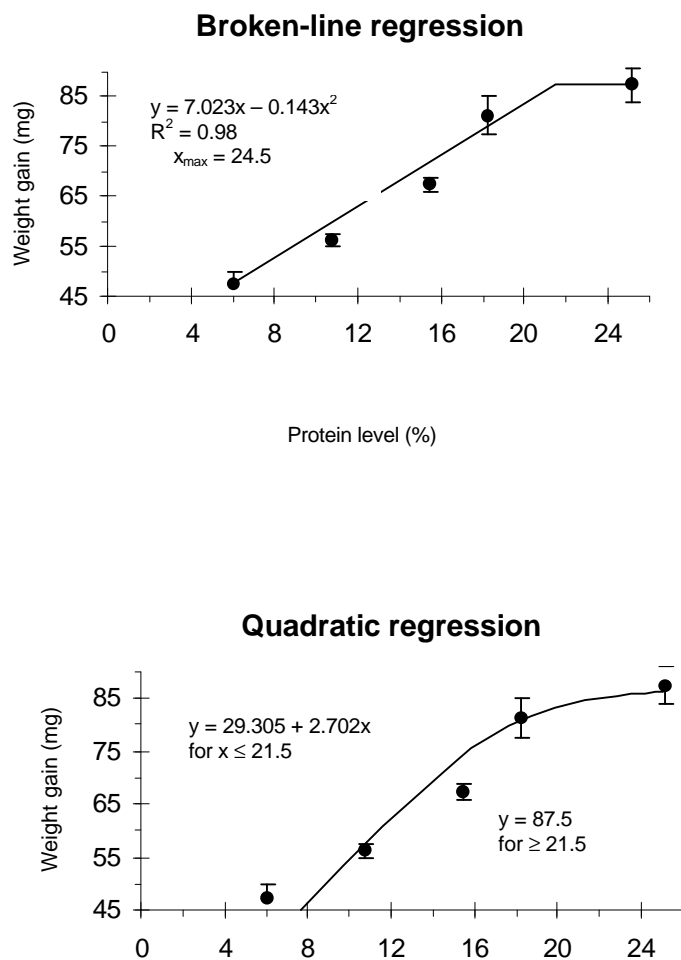 Broken-line regression
85
75
65
55
45
Weight gain (mg)
y = 7.023x – 0.143x²
R² = 0.98
xmax = 24.5
0 4 8 12 16 20 24
Protein level (%)
Quadratic regression
85
75
65
55
45
Weight gain (mg)
y = 29.305 + 2.702x
for x ≤ 21.5
y = 87.5
for ≥ 21.5
0 4 8 12 16 20 24